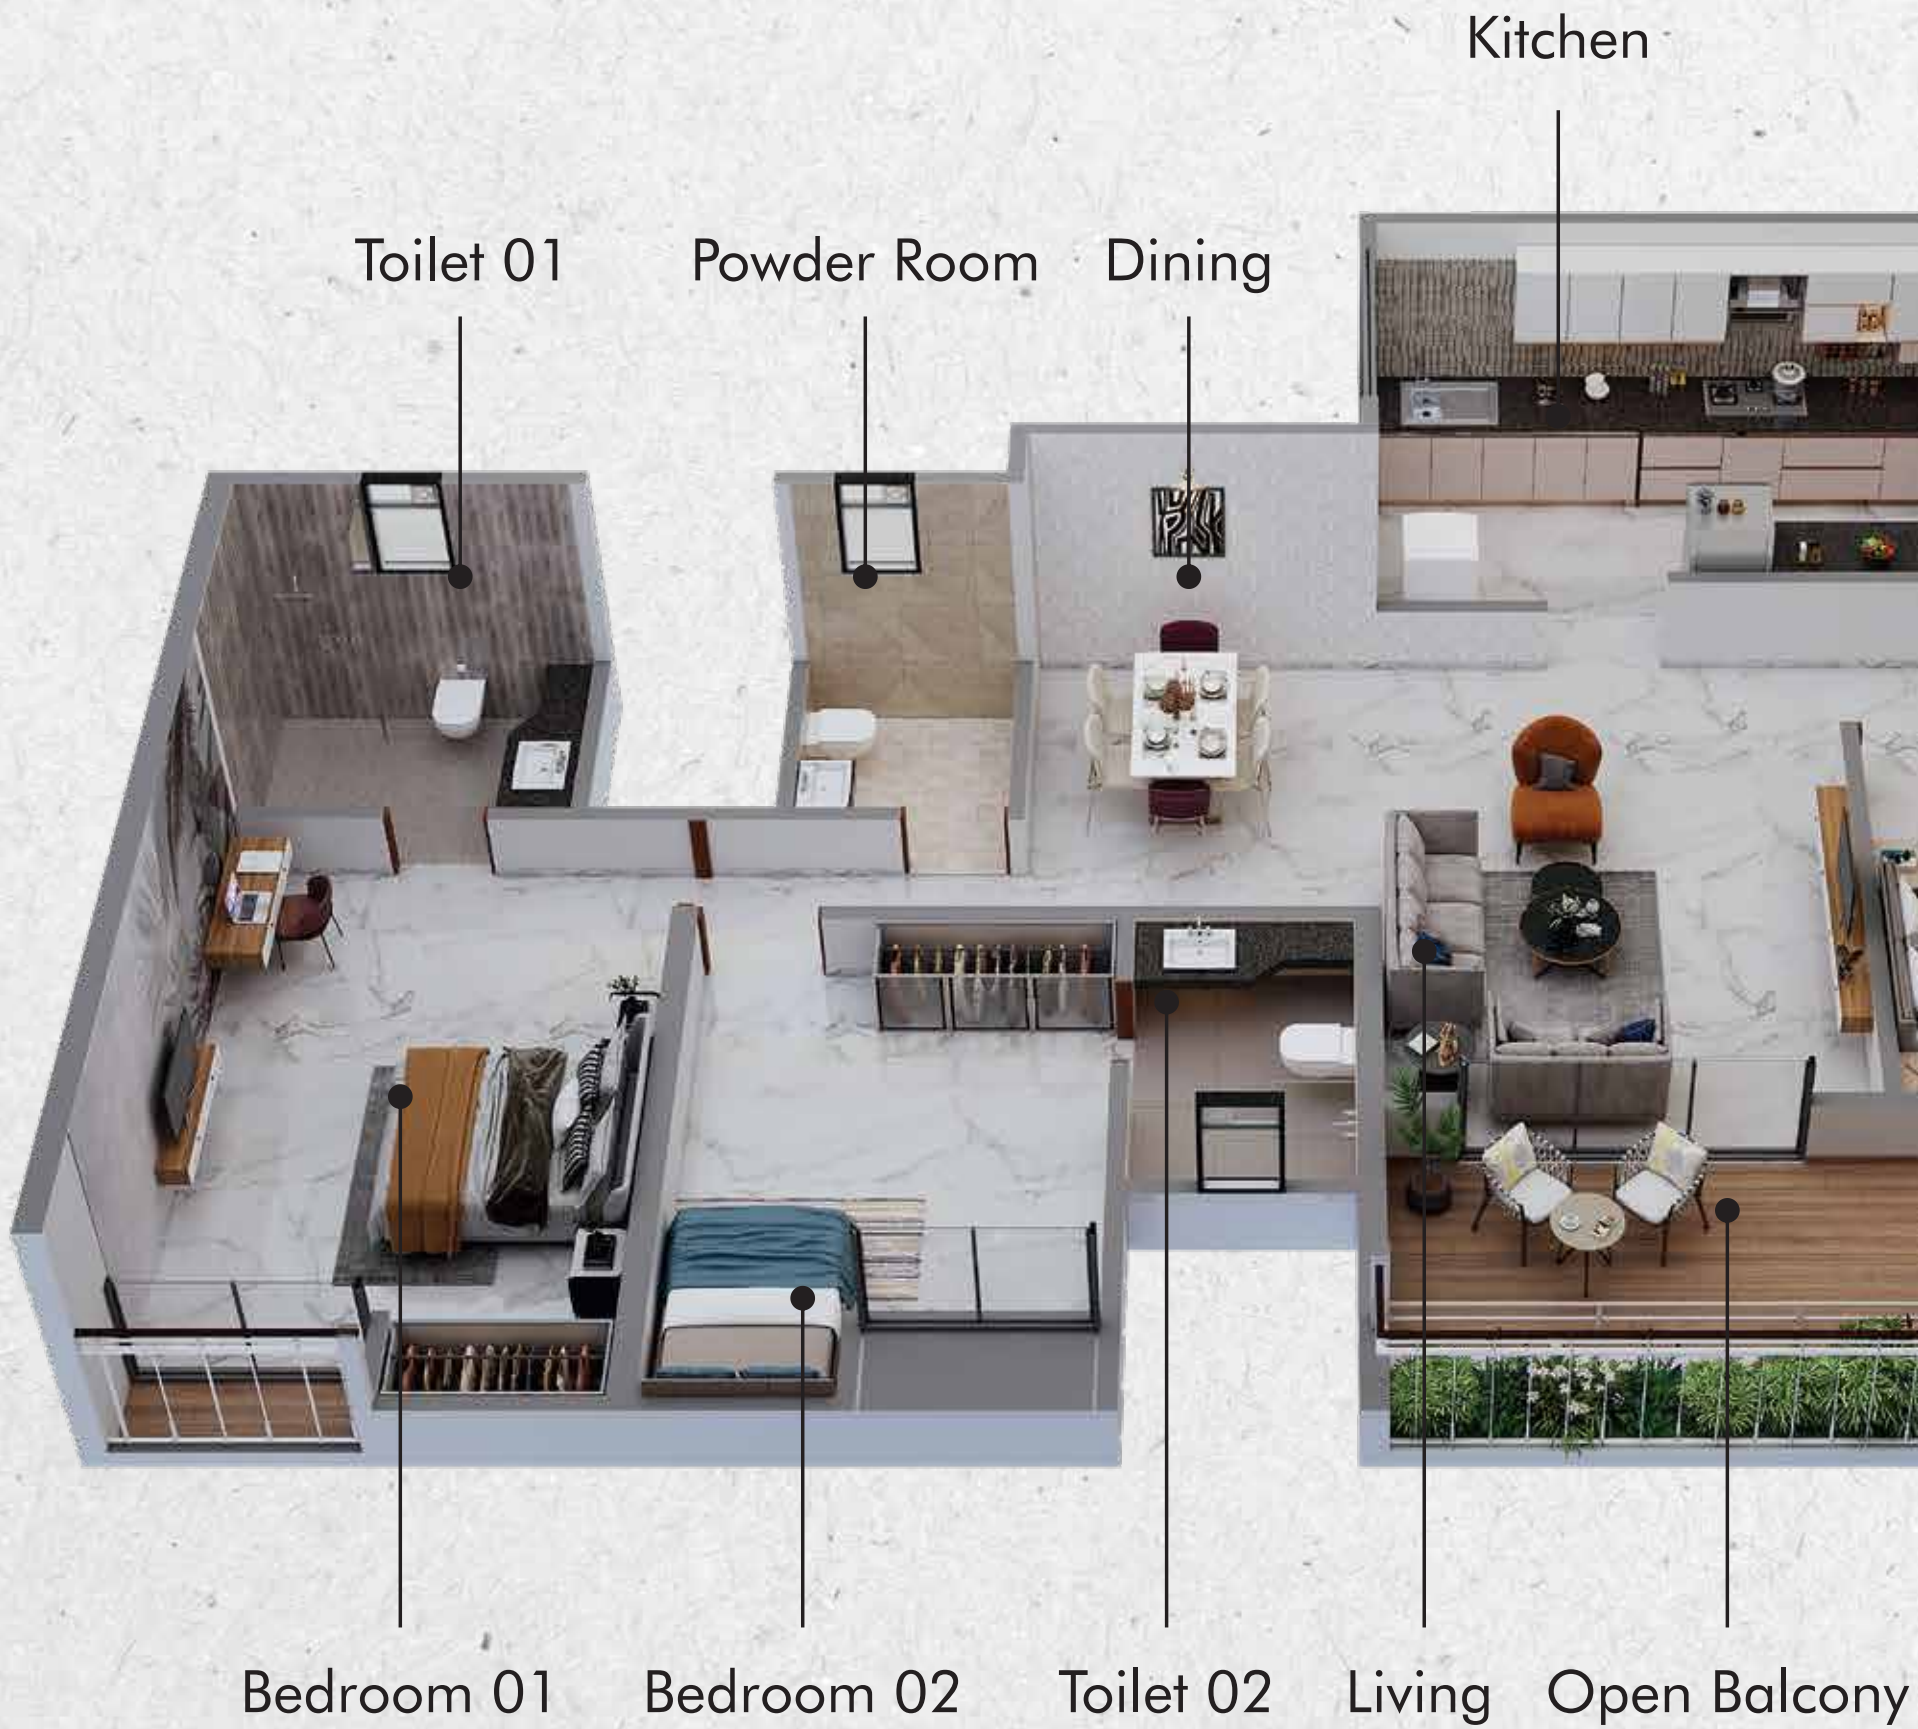 Kitchen
Toilet 01
Powder Room
Dining
Bedroom 01
Bedroom 02
Toilet 02
Living
Open Balcony